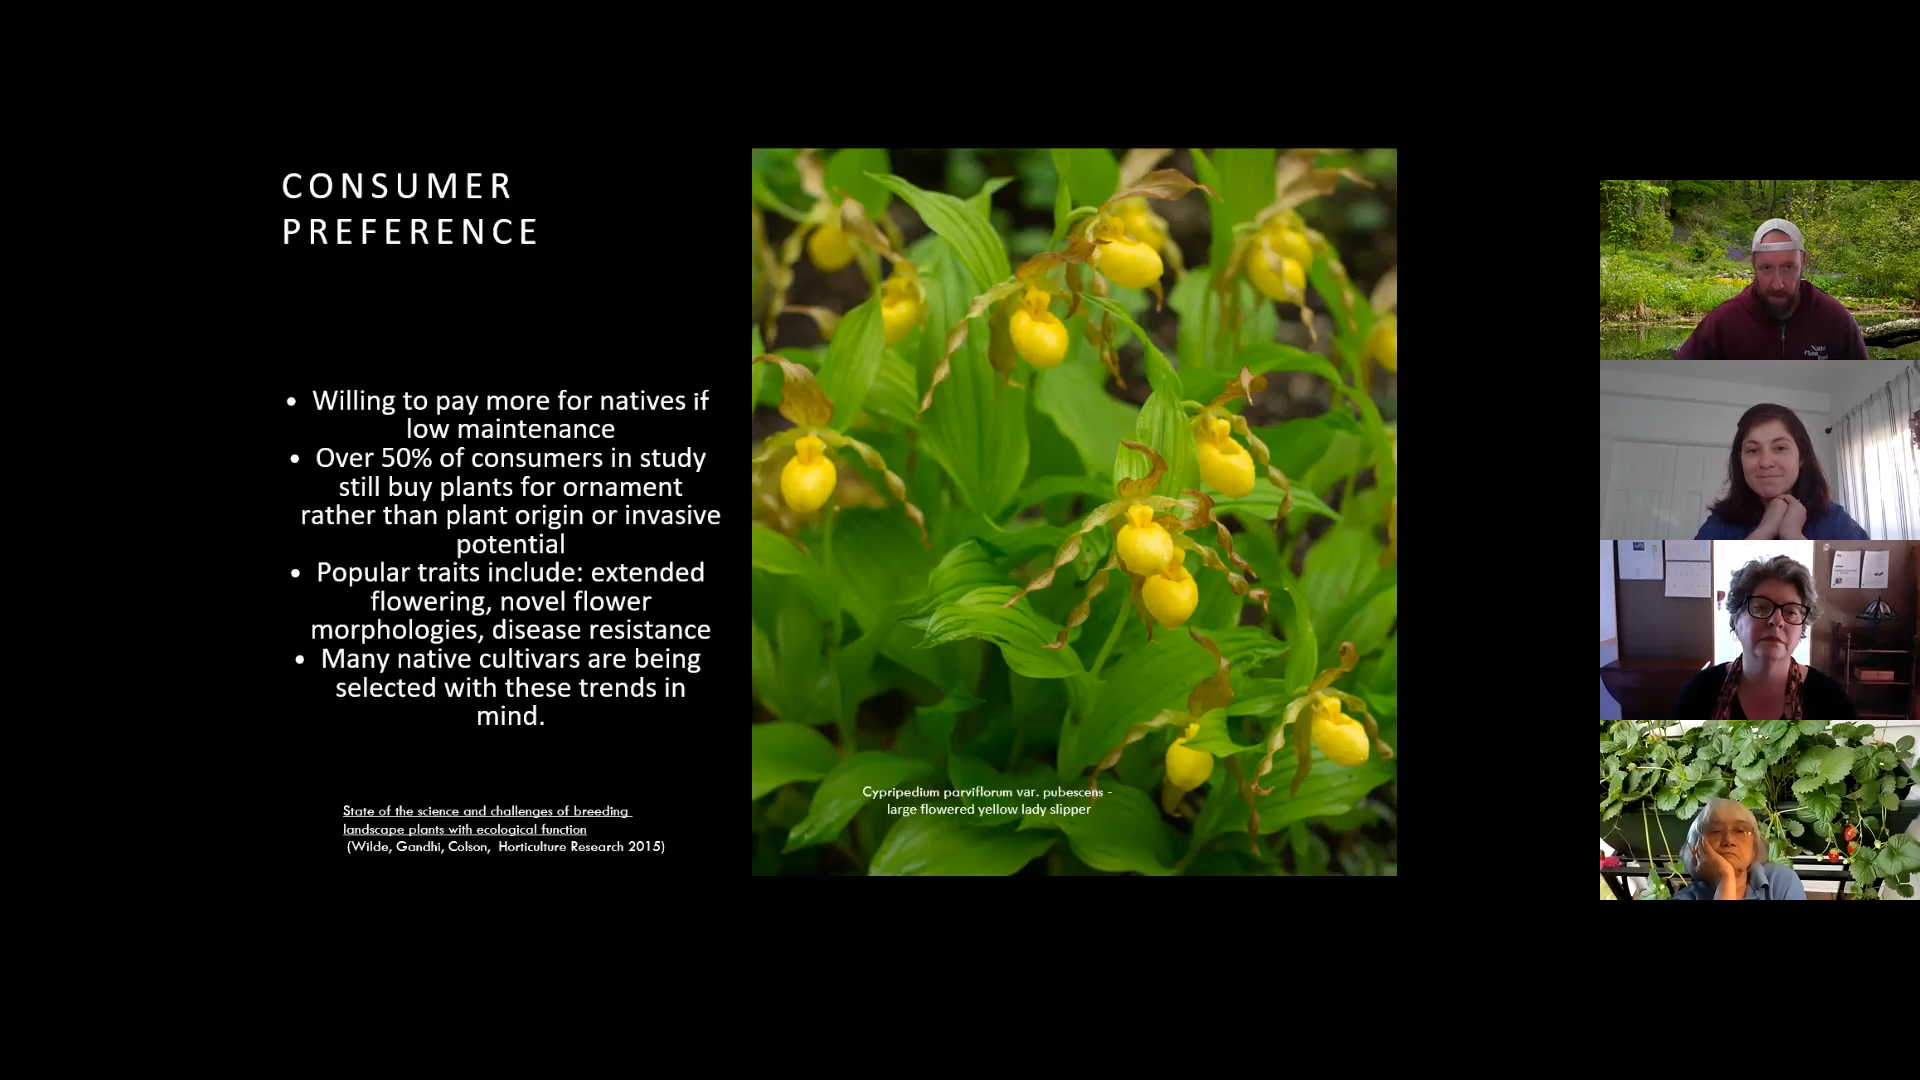 CONSUMER
PREFERENCE
• Willing to pay more for natives if
low maintenance
• Over 50% of consumers in study
still buy plants for ornament
rather than plant origin or invasive
potential
• Popular traits include: extended
flowering, novel flower
morphologies, disease resistance
• Many native cultivars are being
selected with these trends in
mind.
State of the science and challenges of breeding
landscape plants with ecological function
(Wilde, Gandhi, Colson, Horticulture Research 2015)
Cypripedium parviflorum var. pubescens -
large flowered yellow lady slipper